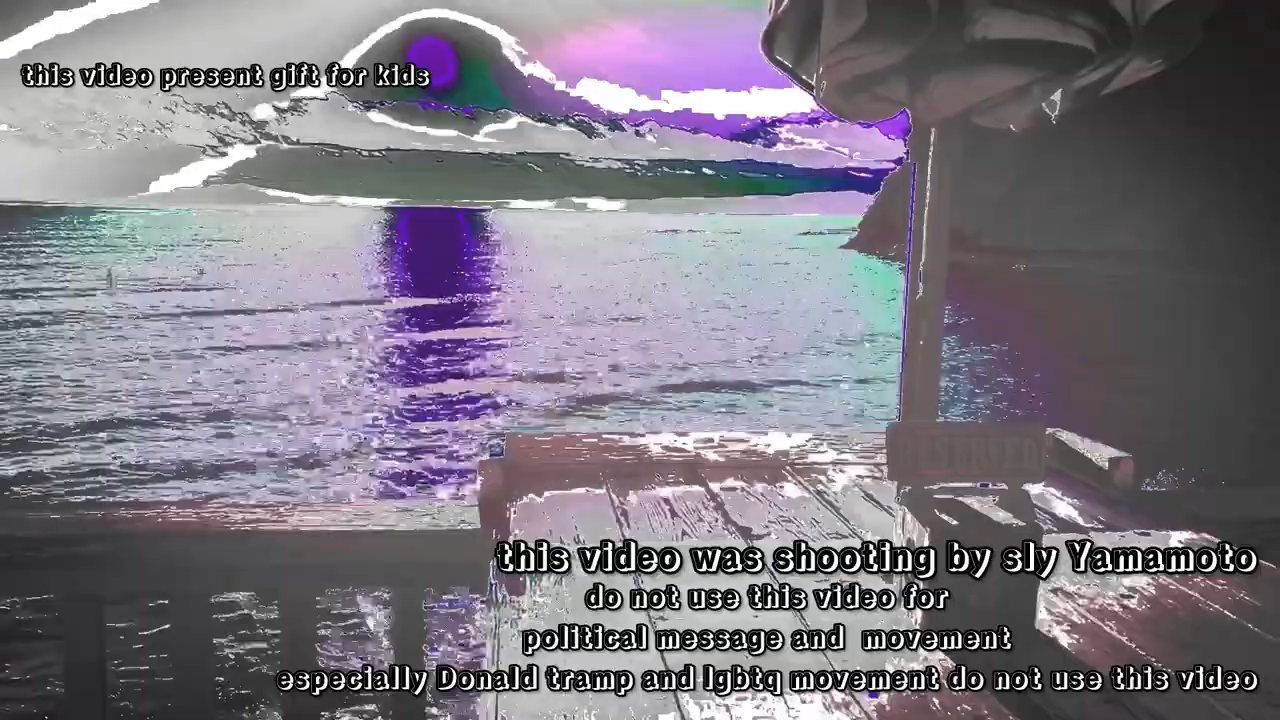 this video present gift for kids
RESERVED
this video was shooting by sly Yamamoto
do not use this video for
political message and movement
especially Donald tramp and lgbtq movement do not use this video